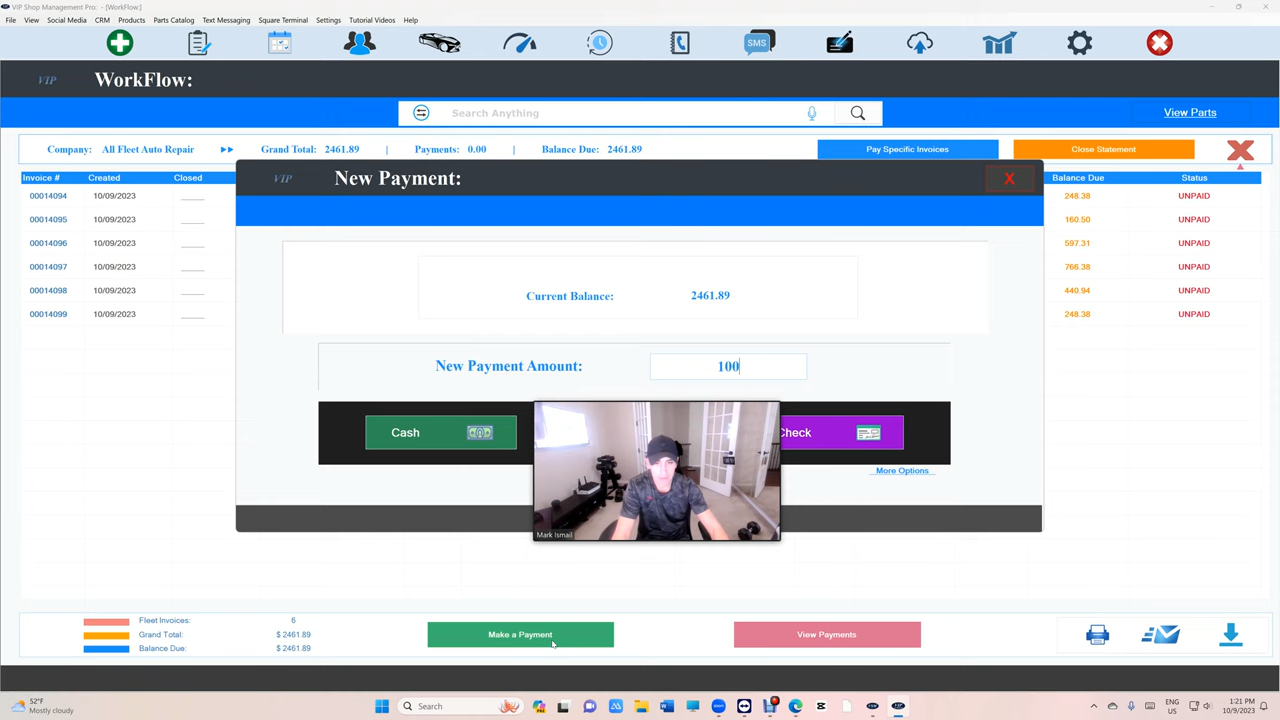 VIP Shop Management Pro: - [WorkFlow:]
File View Social Media CRM Products Parts Catalog Text Messaging Square Terminal Settings Tutorial Videos Help
SMS
VIP WorkFlow:
Search Anything
View Parts
Company: All Fleet Auto Repair Grand Total: 2461.89 | Payments: 0.00 | Balance Due: 2461.89 Pay Specific Invoices Close Statement
Invoice # Created Closed Balance Due Status
00014094 10/09/2023 248.38 UNPAID
00014095 10/09/2023 160.50 UNPAID
00014096 10/09/2023 597.31 UNPAID
00014097 10/09/2023 766.38 UNPAID
00014098 10/09/2023 440.94 UNPAID
00014099 10/09/2023 248.38 UNPAID
VIP New Payment: X
Current Balance: 2461.89
New Payment Amount: 100
Cash Check
More Options
Mark Ismail
Fleet Invoices: 6
Grand Total: $ 2461.89
Balance Due: $ 2461.89
Make a Payment View Payments
52°F
Mostly cloudy
Search
ENG
US
1:21 PM
10/9/2023